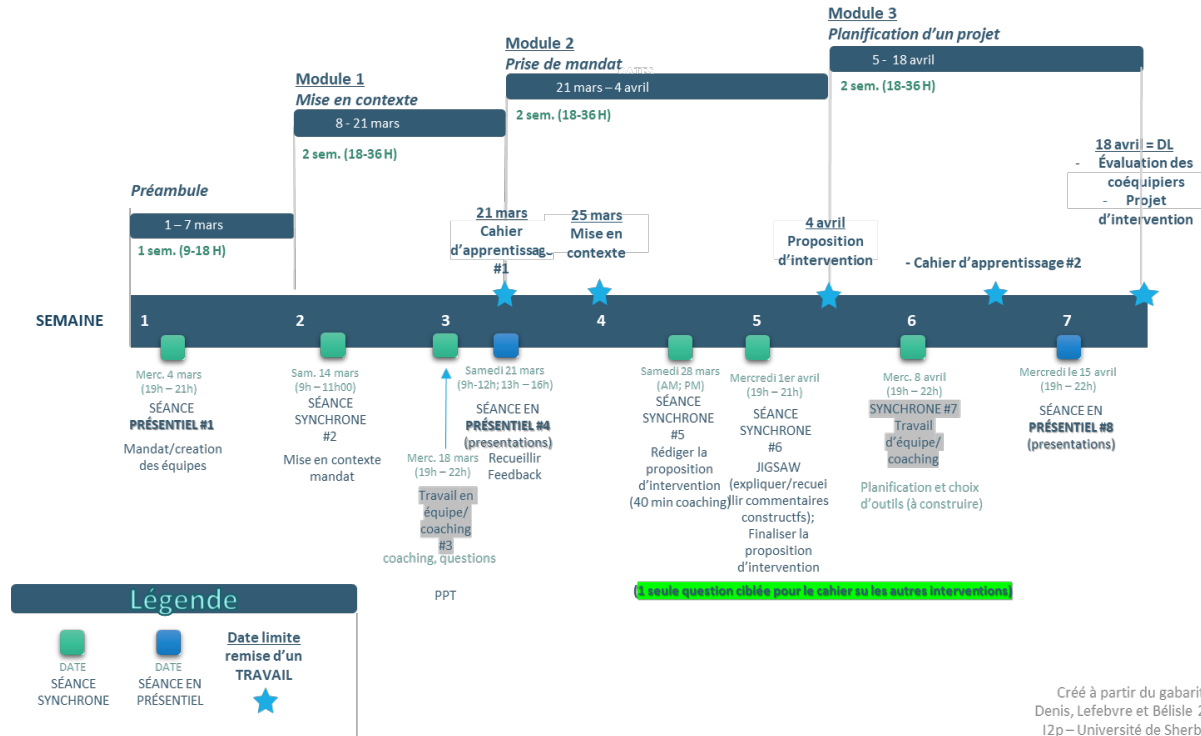 Module 3
Planification d'un projet
5 - 18 avril
2 sem. (18-36 H)
Module 2
Prise de mandat
21 mars – 4 avril
2 sem. (18-36 H)
Module 1
Mise en contexte
8 - 21 mars
2 sem. (18-36 H)
Préambule
1 – 7 mars
1 sem. (9-18 H)
21 mars
Cahier
d'apprentissage
#1
25 mars
Mise en
contexte
4 avril
Proposition
d'intervention
- Cahier d'apprentissage #2
18 avril = DL
- Évaluation des
coéquipiers
- Projet
d'intervention
SEMAINE
1
2
3
4
5
6
7
Merc. 4 mars
(19h – 21h)
SÉANCE
PRÉSENTIEL #1
Mandat/creation
des équipes
Sam. 14 mars
(9h – 11h00)
SÉANCE
SYNCHRONE
#2
Mise en contexte
mandat
Merc. 18 mars
(19h – 22h)
Travail en
équipe/
coaching
#3
coaching, questions
PPT
Samedi 21 mars
(9h-12h; 13h – 16h)
SÉANCE EN
PRÉSENTIEL #4
(presentations)
Recueillir
Feedback
Samedi 28 mars
(AM; PM)
SÉANCE
SYNCHRONE
#5
Rédiger la
proposition
d'intervention
(40 min coaching)
Mercredi 1er avril
(19h – 21h)
SÉANCE
SYNCHRONE
#6
JIGSAW
(expliquer/recuei
llir commentaires
constructfs);
Finaliser la
proposition
d'intervention
Merc. 8 avril
(19h – 22h)
SYNCHRONE #7
Travail
d'équipe/
coaching
Planification et choix
d'outils (à construire)
Mercredi le 15 avril
(19h – 22h)
SÉANCE EN
PRÉSENTIEL #8
(presentations)
(1 seule question ciblée pour le cahier su les autres interventions)
Légende
DATE
SÉANCE
SYNCHRONE
DATE
SÉANCE EN
PRÉSENTIEL
Date limite
remise d'un
TRAVAIL
Créé à partir du gabarit
Denis, Lefebvre et Bélisle 2
I2p – Université de Sherb